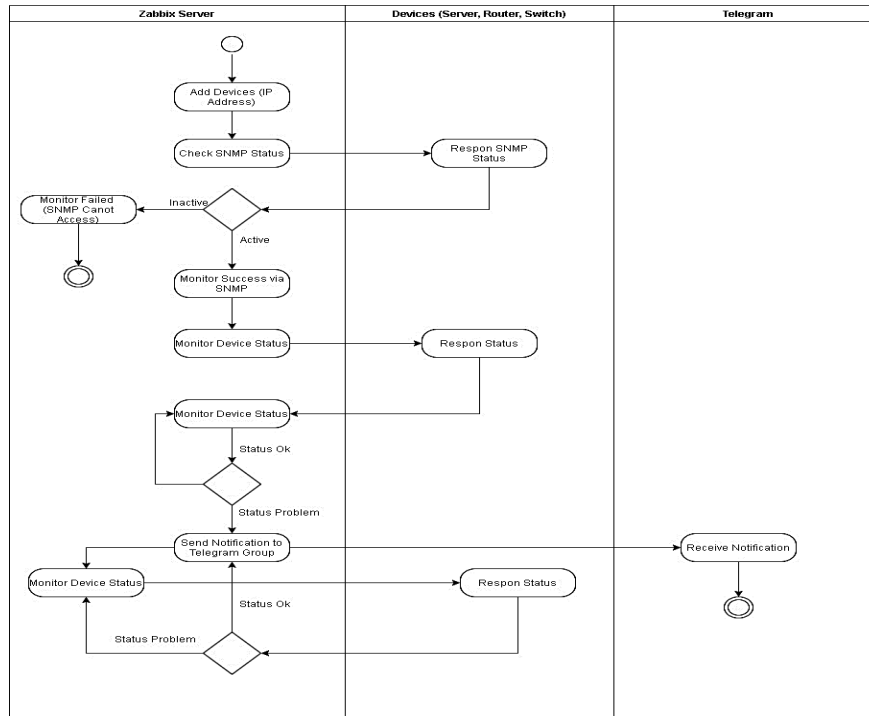 Zabbix Server
Devices (Server, Router, Switch)
Telegram
Add Devices (IP
Address)
Check SNMP Status
Respon SNMP
Status
Monitor Failed
(SNMP Canot
Access)
Inactive
Active
Monitor Success via
SNMP
Monitor Device Status
Respon Status
Monitor Device Status
Status Ok
Status Problem
Send Notification to
Telegram Group
Receive Notification
Monitor Device Status
Respon Status
Status Ok
Status Problem